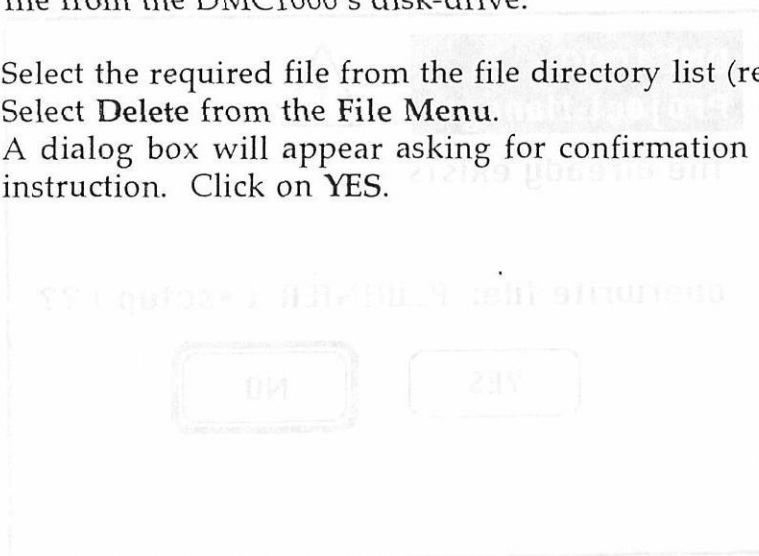 file from the DMC1000's disk-drive.
Select the required file from the file directory list (re
Select Delete from the File Menu.
A dialog box will appear asking for confirmation
instruction. Click on YES.
file already exists
overwrite file:
YES
NO